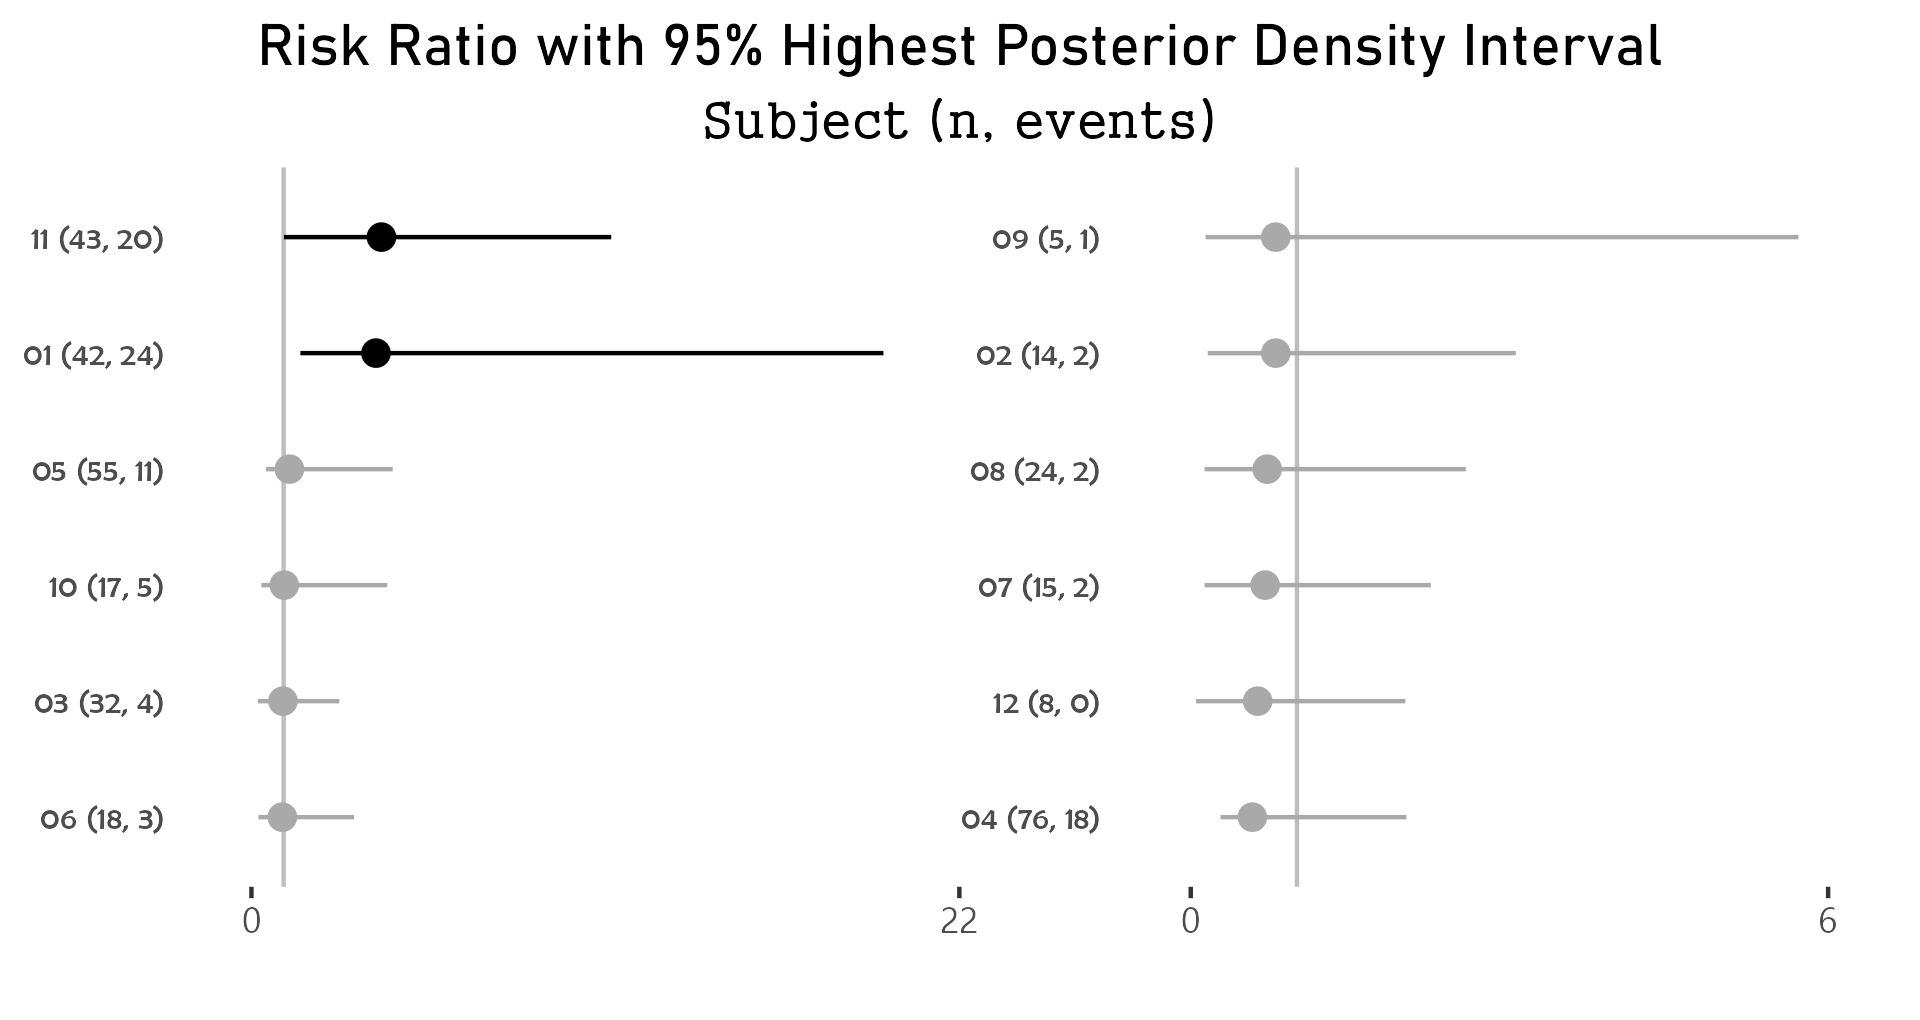 Risk Ratio with 95% Highest Posterior Density Interval
Subject (n, events)
11 (43, 20)
01 (42, 24)
05 (55, 11)
10 (17, 5)
03 (32, 4)
06 (18, 3)
0
22
09 (5, 1)
02 (14, 2)
08 (24, 2)
07 (15, 2)
12 (8, 0)
04 (76, 18)
0
6